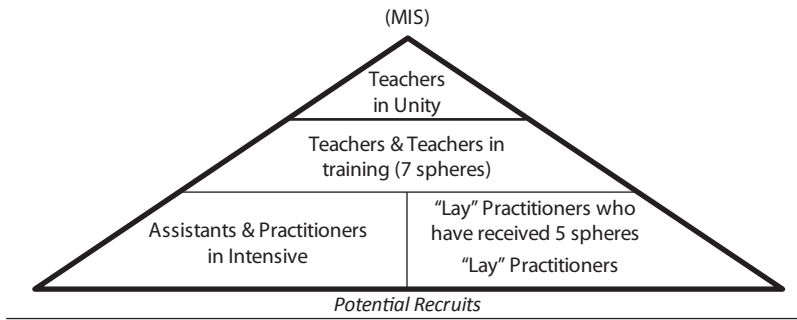 (MIS)
Teachers
in Unity
Teachers & Teachers in
training (7 spheres)
Assistants & Practitioners
in Intensive
“Lay” Practitioners who
have received 5 spheres
“Lay” Practitioners
Potential Recruits